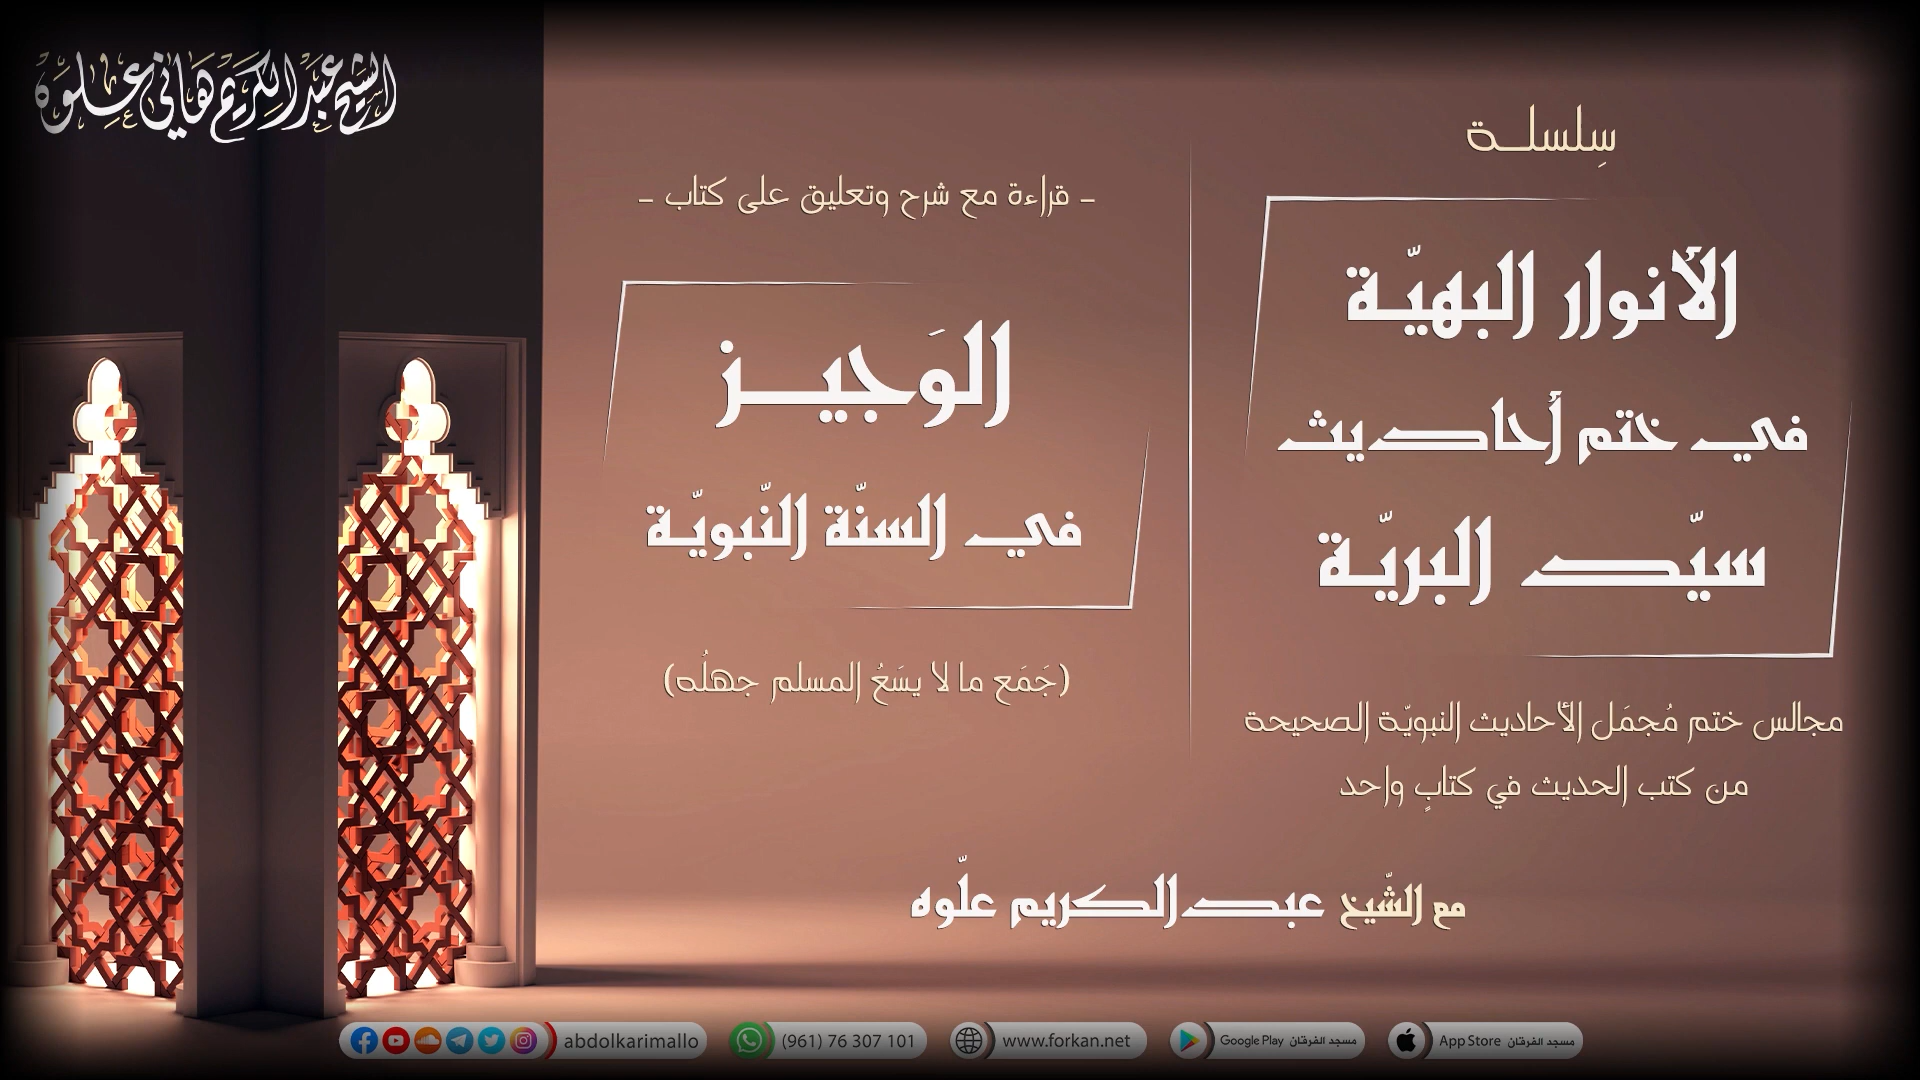 الشيخ عبد الكريم هاني علوه
سِلسلة
الأنوار البهيّة
في ختم أحاديث
سيّد البريّة
مجالس ختم مُجمَل الأحاديث النبويّة الصحيحة
من كتب الحديث في كتابٍ واحد
- قراءة مع شرح وتعليق على كتاب -
الوَجيز
في السنّة النّبويّة
(جَمَع ما لا يسَعُ المسلم جهلُه)
مع الشّيخ عبدالكريم علّوه
abdolkarimallo
(961) 76 307 101
www.forkan.net
Google Play مسجد الفرقان
App Store مسجد الفرقان